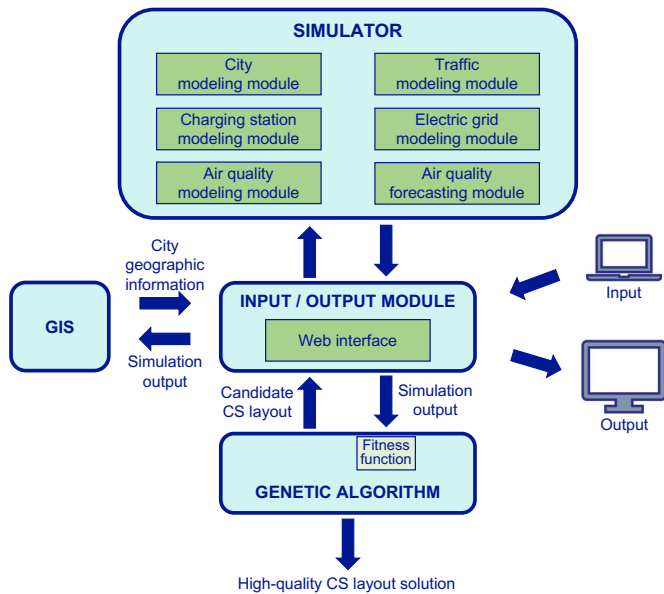 SIMULATOR
City
modeling module
Traffic
modeling module
Charging station
modeling module
Electric grid
modeling module
Air quality
modeling module
Air quality
forecasting module
City
geographic
information
GIS
Simulation
output
INPUT / OUTPUT MODULE
Web interface
Input
Output
Candidate
CS layout
Simulation
output
Fitness
function
GENETIC ALGORITHM
High-quality CS layout solution